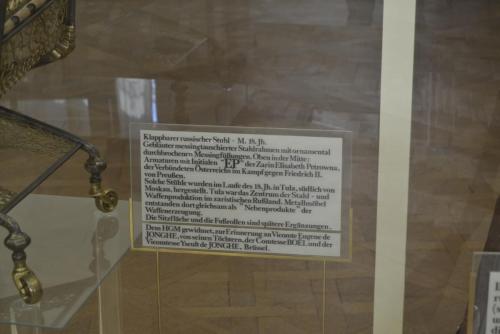 Klappbarer russischer Stuhl - M. 18. Jh.
Gebläuter messingtauschierter Stahlrahmen mit ornamental
durchbrochenen Messingfüllungen. Oben in der Mitte:
Armaturen mit Initialen "EP" der Zarin Elisabeth Petrowna,
der Verbündeten Österreichs im Kampf gegen Friedrich II.
von Preußen.
Solche Stühle wurden im Laufe des 18. Jh. in Tula, südlich von
Moskau, hergestellt. Tula war das Zentrum der Stahl - und
Waffenproduktion im zaristischen Rußland. Metallmöbel
entstanden dort gleichsam als "Nebenprodukte" der
Waffenerzeugung.
Die Sitzfläche und die Fußrollen sind spätere Ergänzungen.
Dem HGM gewidmet, zur Erinnerung an Vicomte Eugene de
JONGHE, von seinen Töchtern, der Comtesse BOËL und der
Vicomtesse Yseult de JONGHE, Brüssel.